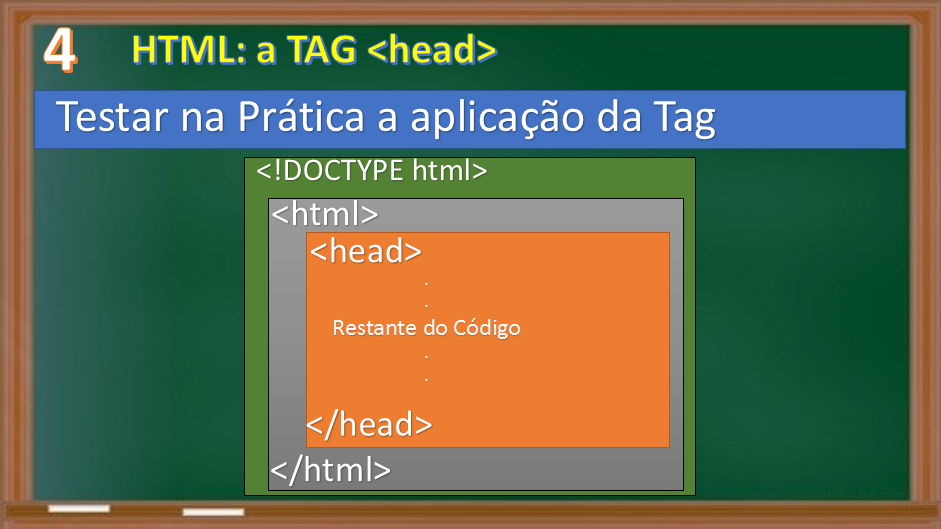 4
HTML: a TAG <head>
Testar na Prática a aplicação da Tag
<!DOCTYPE html>
<html>
<head>
.
.
Restante do Código
.
.
</head>
</html>